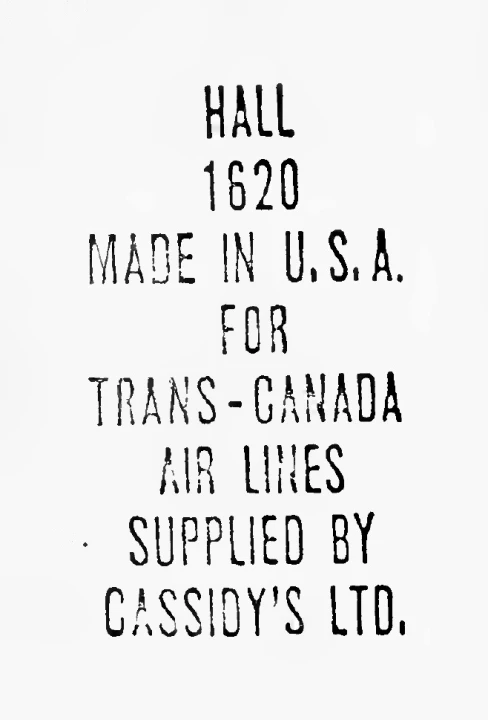 HALL
1620
MADE IN U.S.A.
FOR
TRANS-CANADA
AIR LINES
SUPPLIED BY
CASSIDY'S LTD.